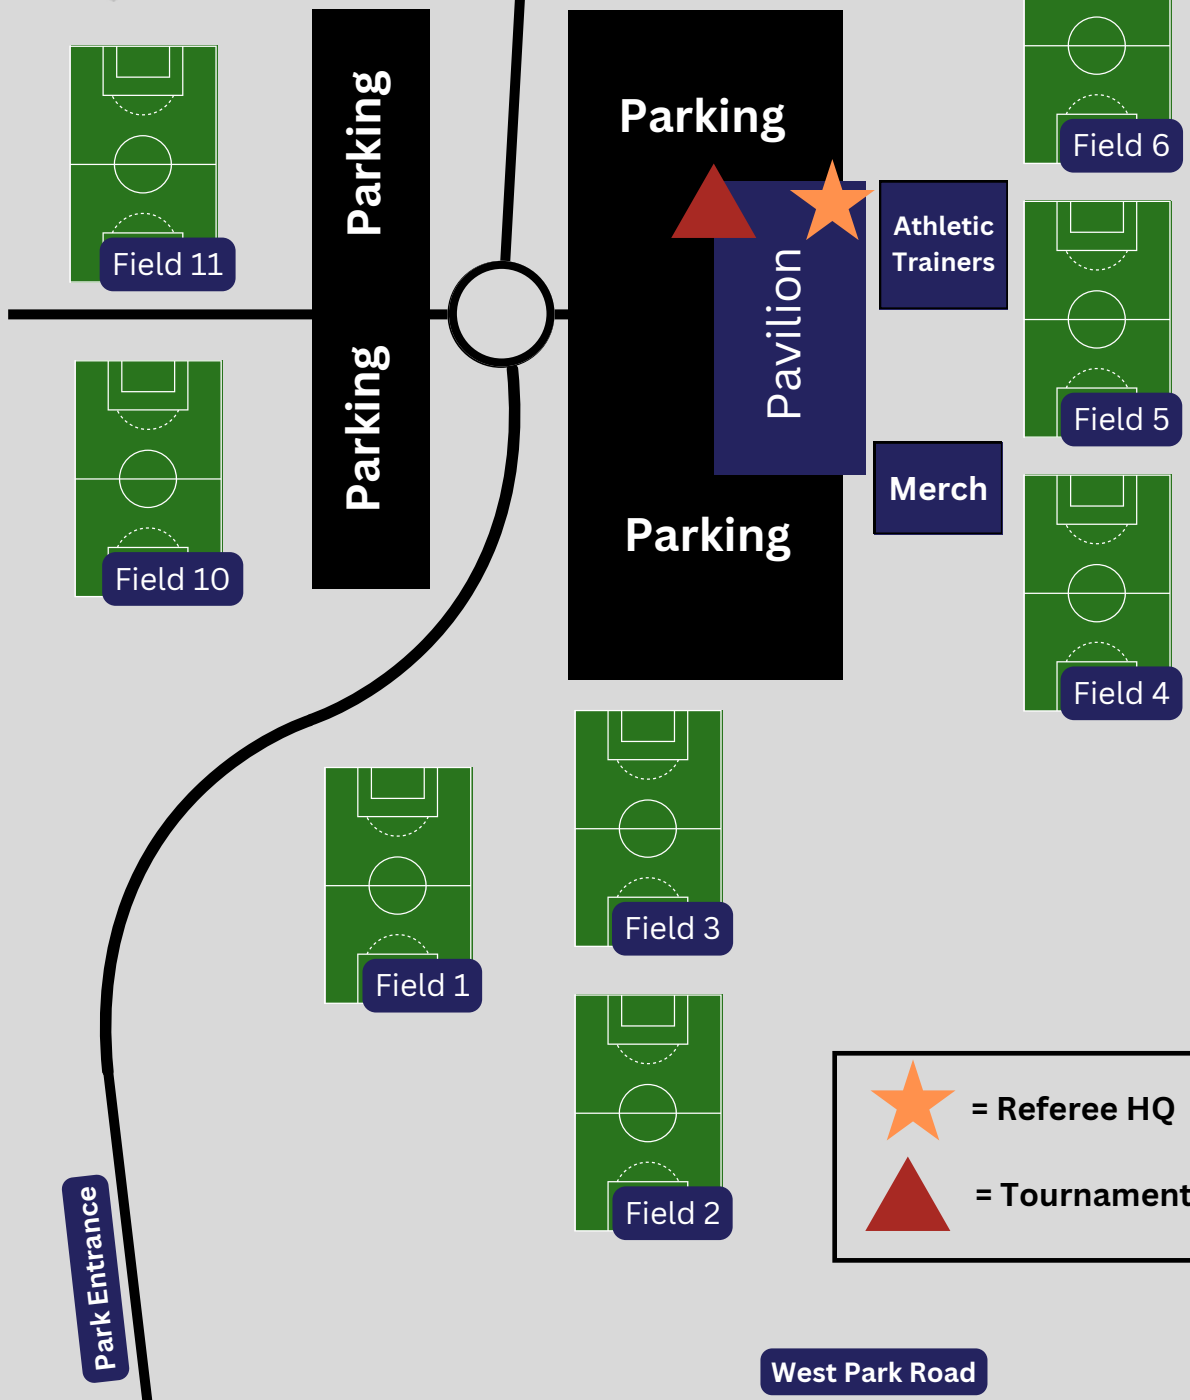 Parking
Parking
Field 6
Field 11
Athletic
Trainers
Pavilion
Parking
Field 5
Merch
Parking
Field 10
Field 4
Field 3
Field 1
= Referee HQ
= Tournament
Field 2
Park Entrance
West Park Road